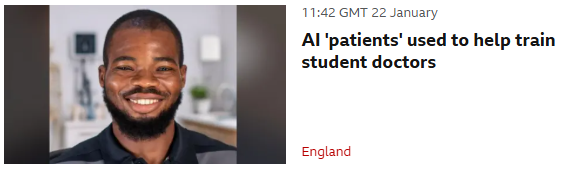 11:42 GMT 22 January
AI 'patients' used to help train
student doctors
England